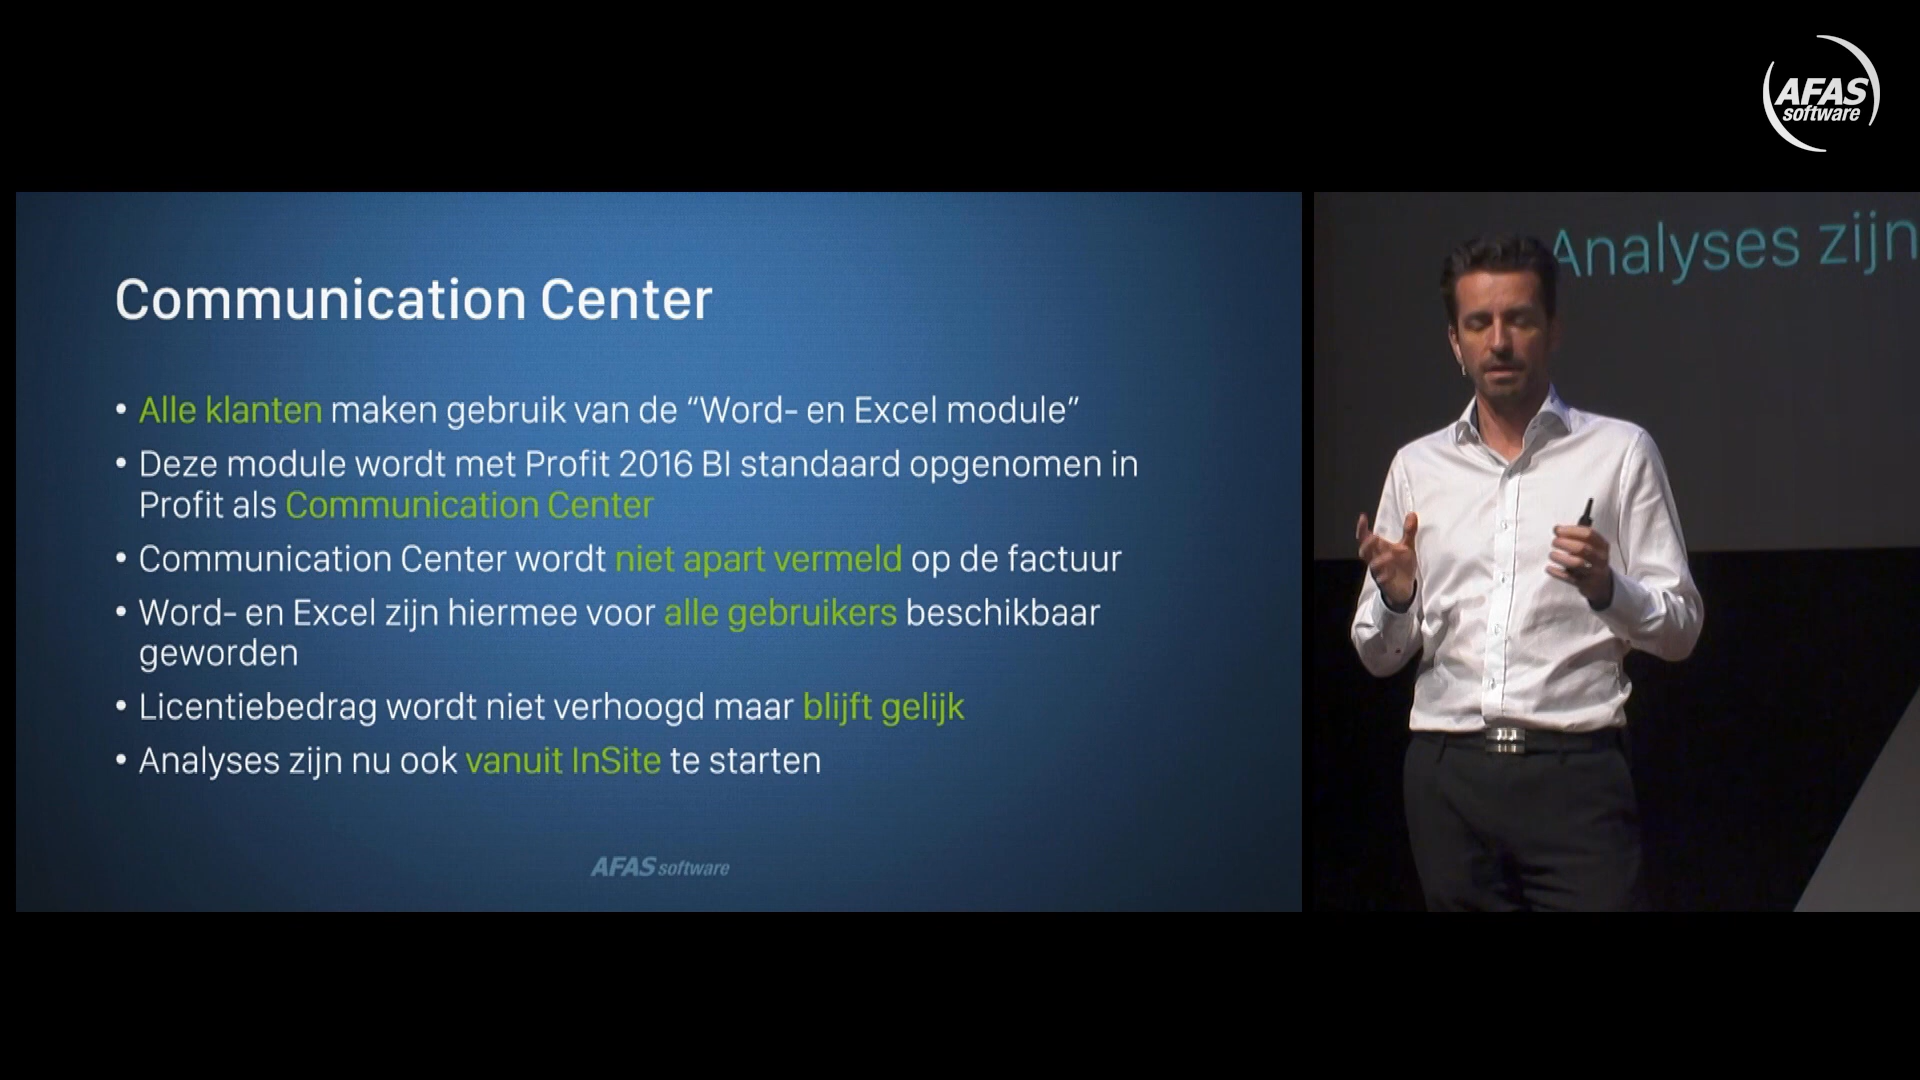 AFAS
software
Communication Center
• Alle klanten maken gebruik van de “Word- en Excel module”
• Deze module wordt met Profit 2016 BI standaard opgenomen in
Profit als Communication Center
• Communication Center wordt niet apart vermeld op de factuur
• Word- en Excel zijn hiermee voor alle gebruikers beschikbaar
geworden
• Licentiebedrag wordt niet verhoogd maar blijft gelijk
• Analyses zijn nu ook vanuit InSite te starten
AFAS software
Analyses zijn